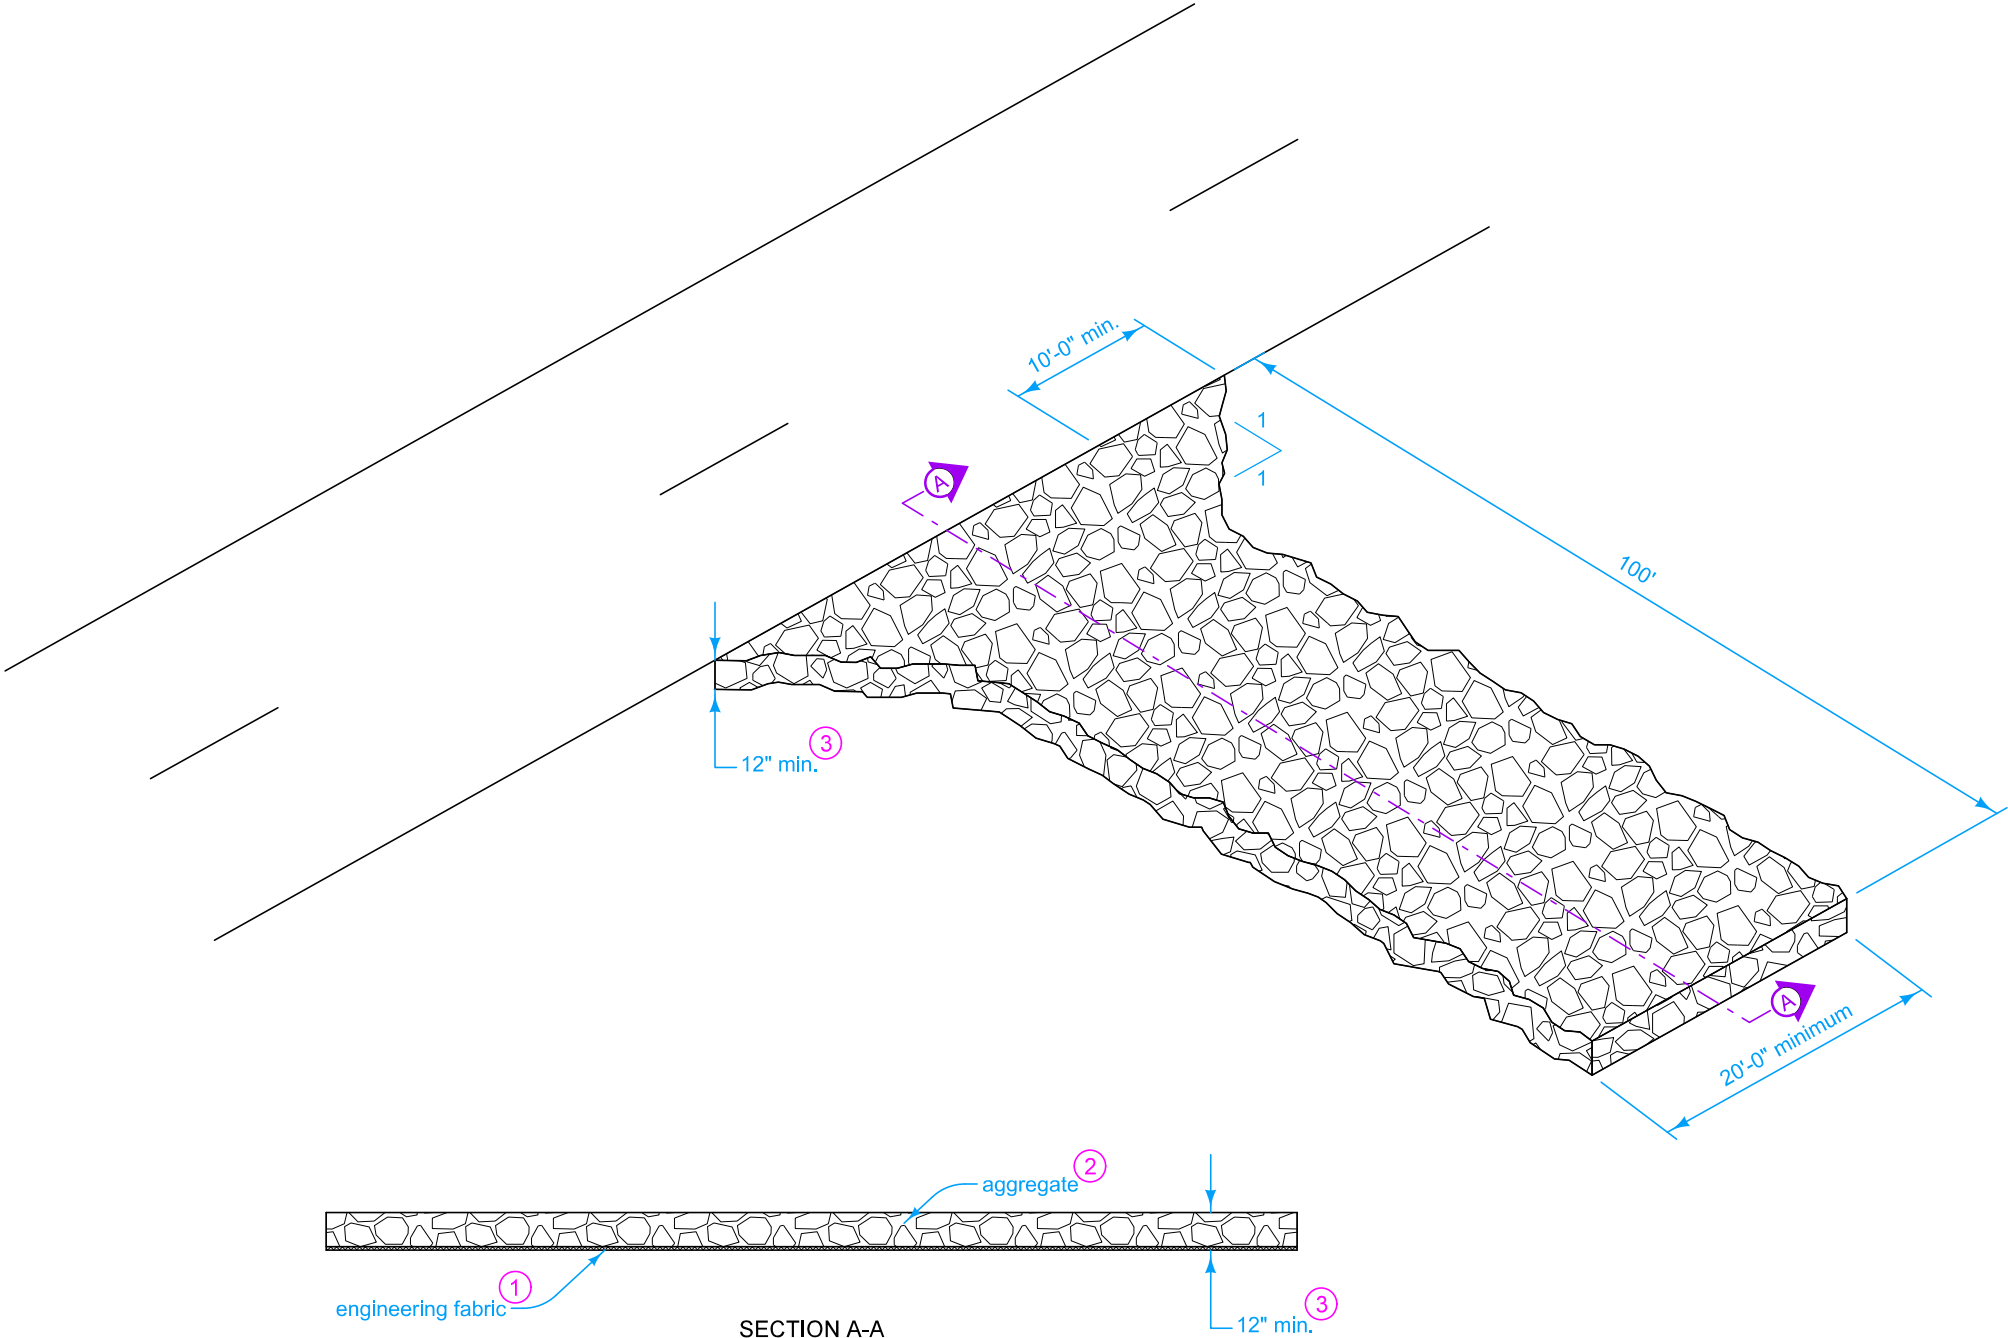 10'-0" min.
1
1
A
100'
3
12" min.
A
20'-0" minimum
2
aggregate
1
engineering fabric
3
12" min.
SECTION A-A